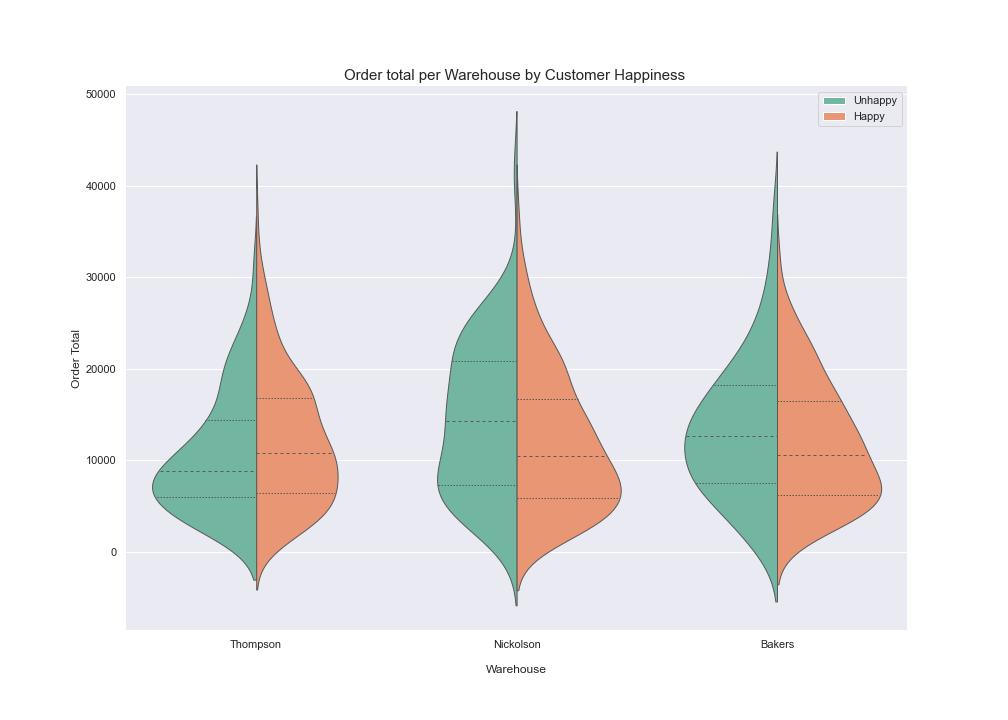 Order total per Warehouse by Customer Happiness
50000
Unhappy
Happy
40000
30000
Order Total
20000
10000
0
Thompson
Nickolson
Bakers
Warehouse